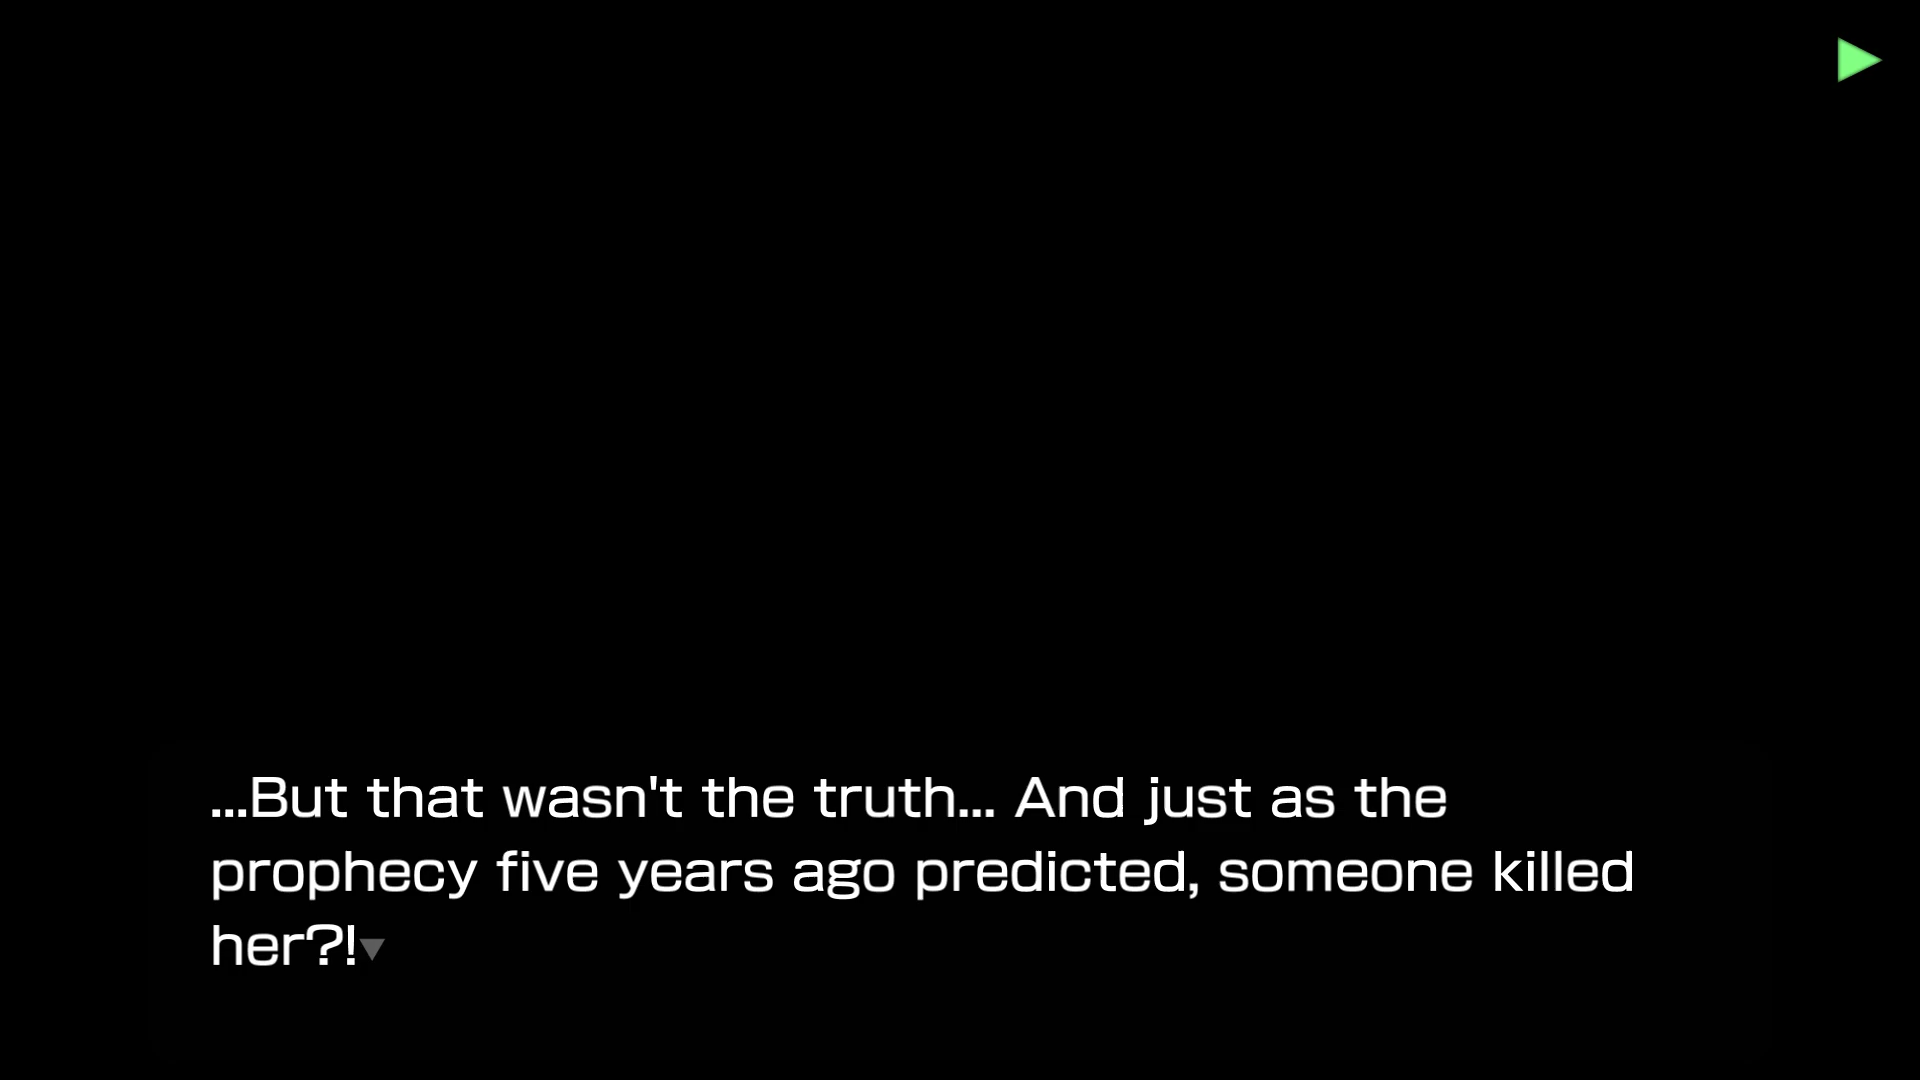 ...But that wasn't the truth... And just as the
prophecy five years ago predicted, someone killed
her?!